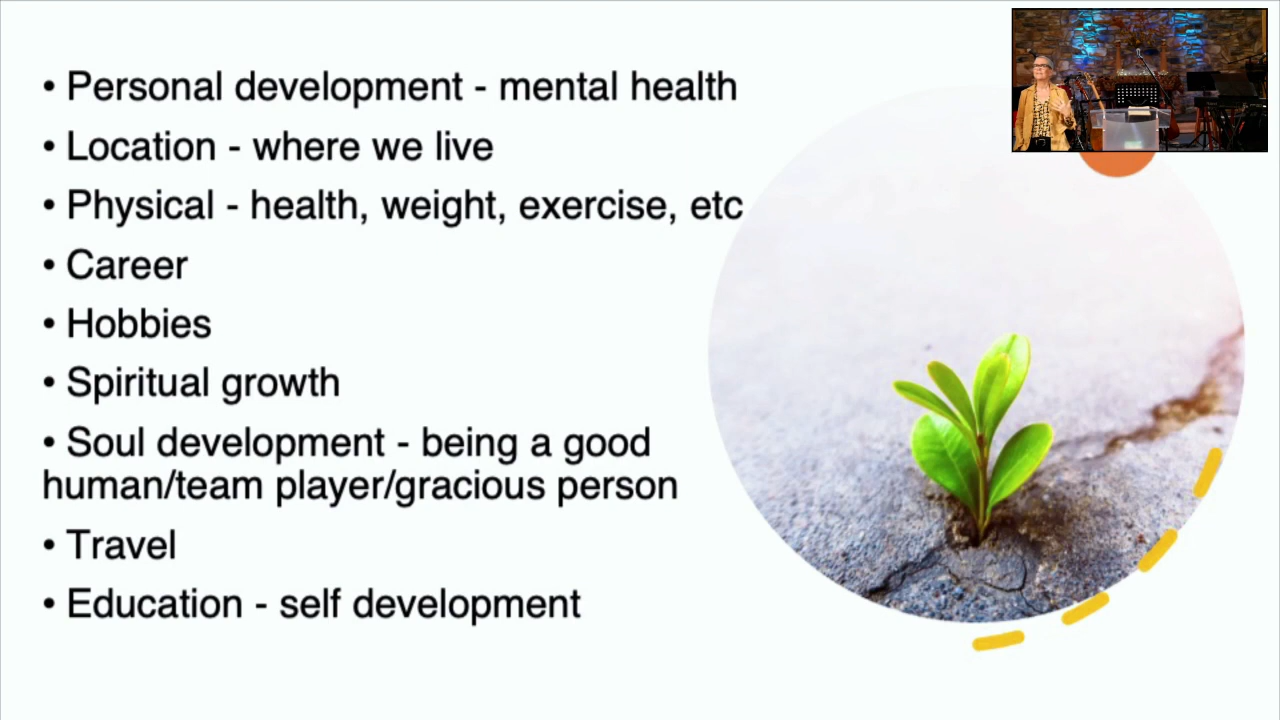 • Personal development - mental health
• Location - where we live
• Physical - health, weight, exercise, etc
• Career
• Hobbies
• Spiritual growth
• Soul development - being a good
human/team player/gracious person
• Travel
• Education - self development